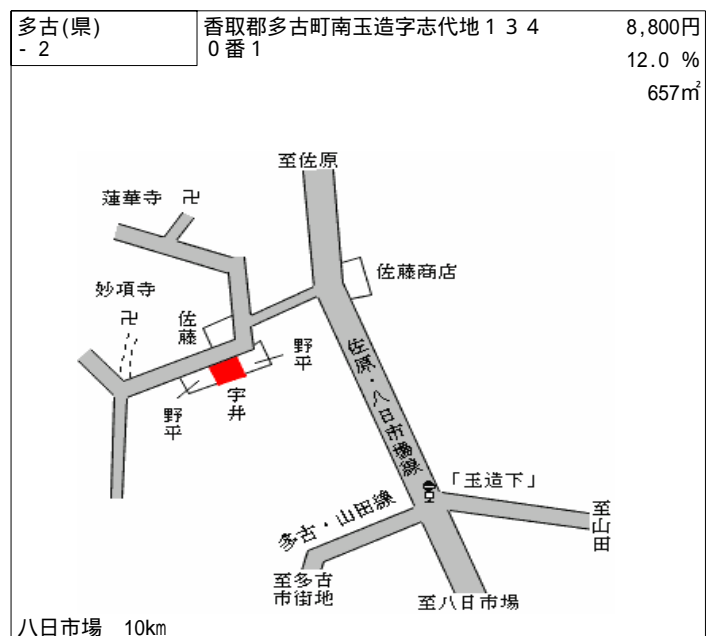 多古(県)
- 2
香取郡多古町南玉造字志代地１３４
０番１
8,800円
12.0 %
657㎡
至佐原
蓮華寺 卍
佐藤商店
妙項寺
卍
佐藤
野平
佐原・八日市場線
宇井
野平
「玉造下」
多古・山田線
至山田
至多古
市街地
至八日市場
八日市場 10㎞